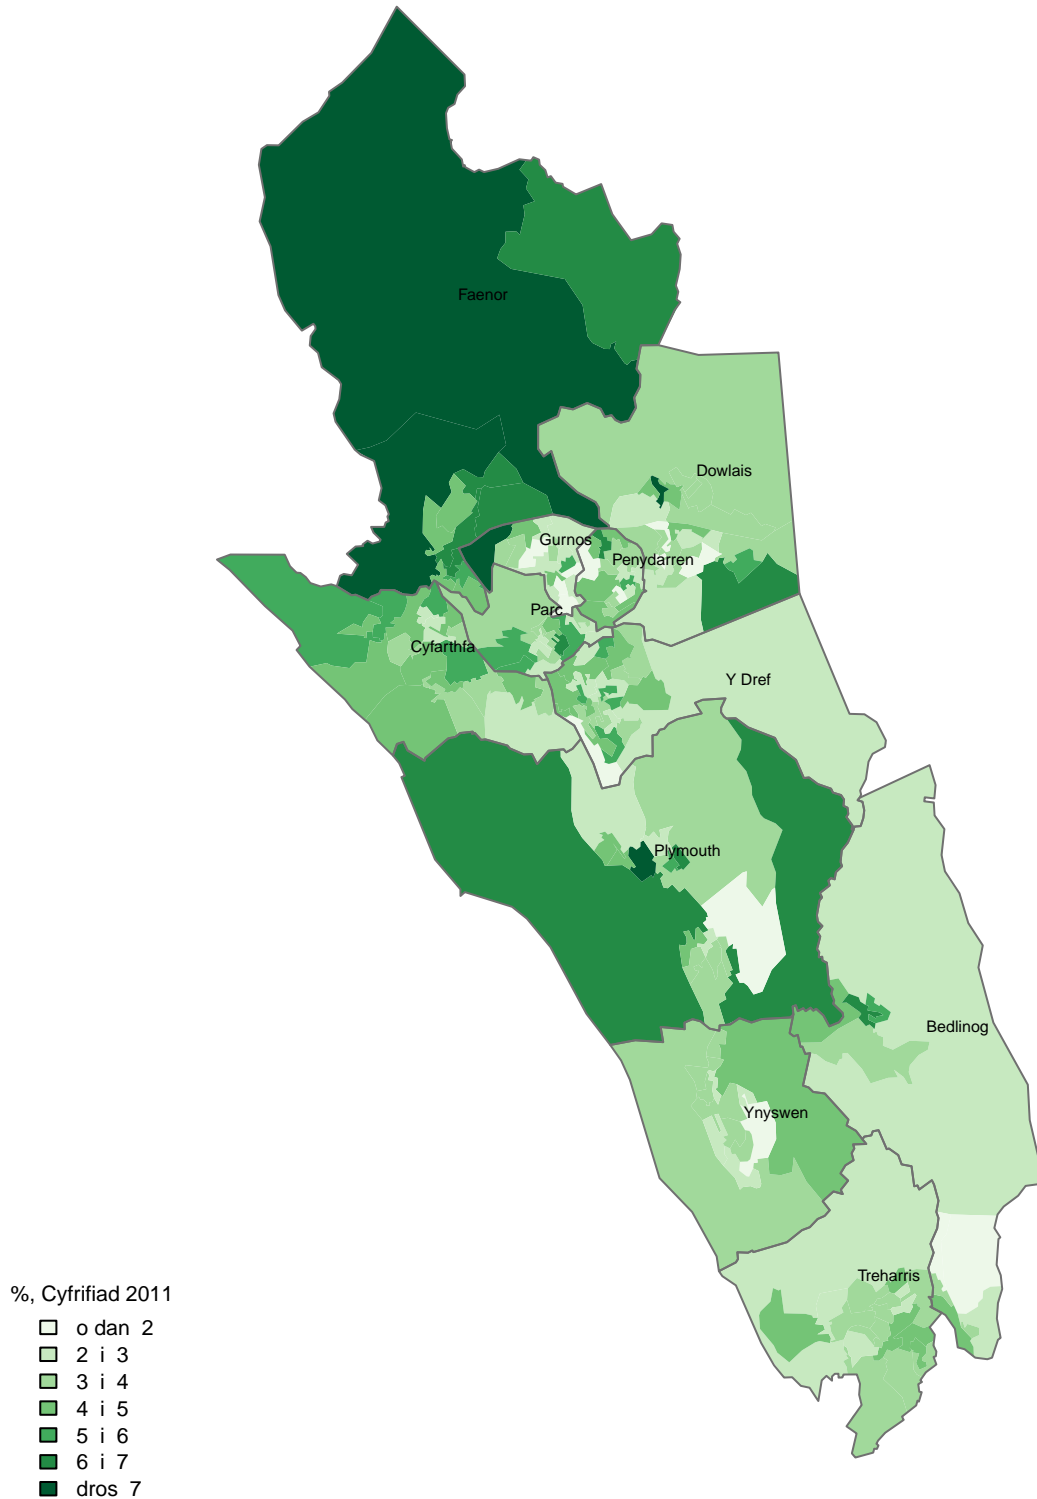 Faenor
Dowlais
Gurnos
Penydarren
Parc
Cyfarthfa
Y Dref
Plymouth
Bedlinog
Ynyswen
Treharris
%, Cyfrifiad 2011
o dan 2
2 i 3
3 i 4
4 i 5
5 i 6
6 i 7
dros 7